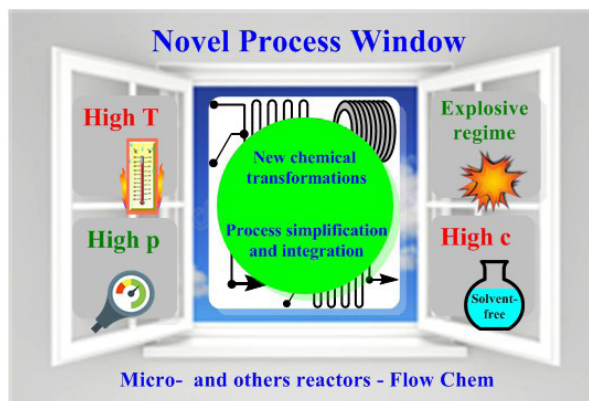 Novel Process Window
High T
High p
New chemical
transformations
Process simplification
and integration
Explosive
regime
High c
Solvent-
free
Micro- and others reactors - Flow Chem